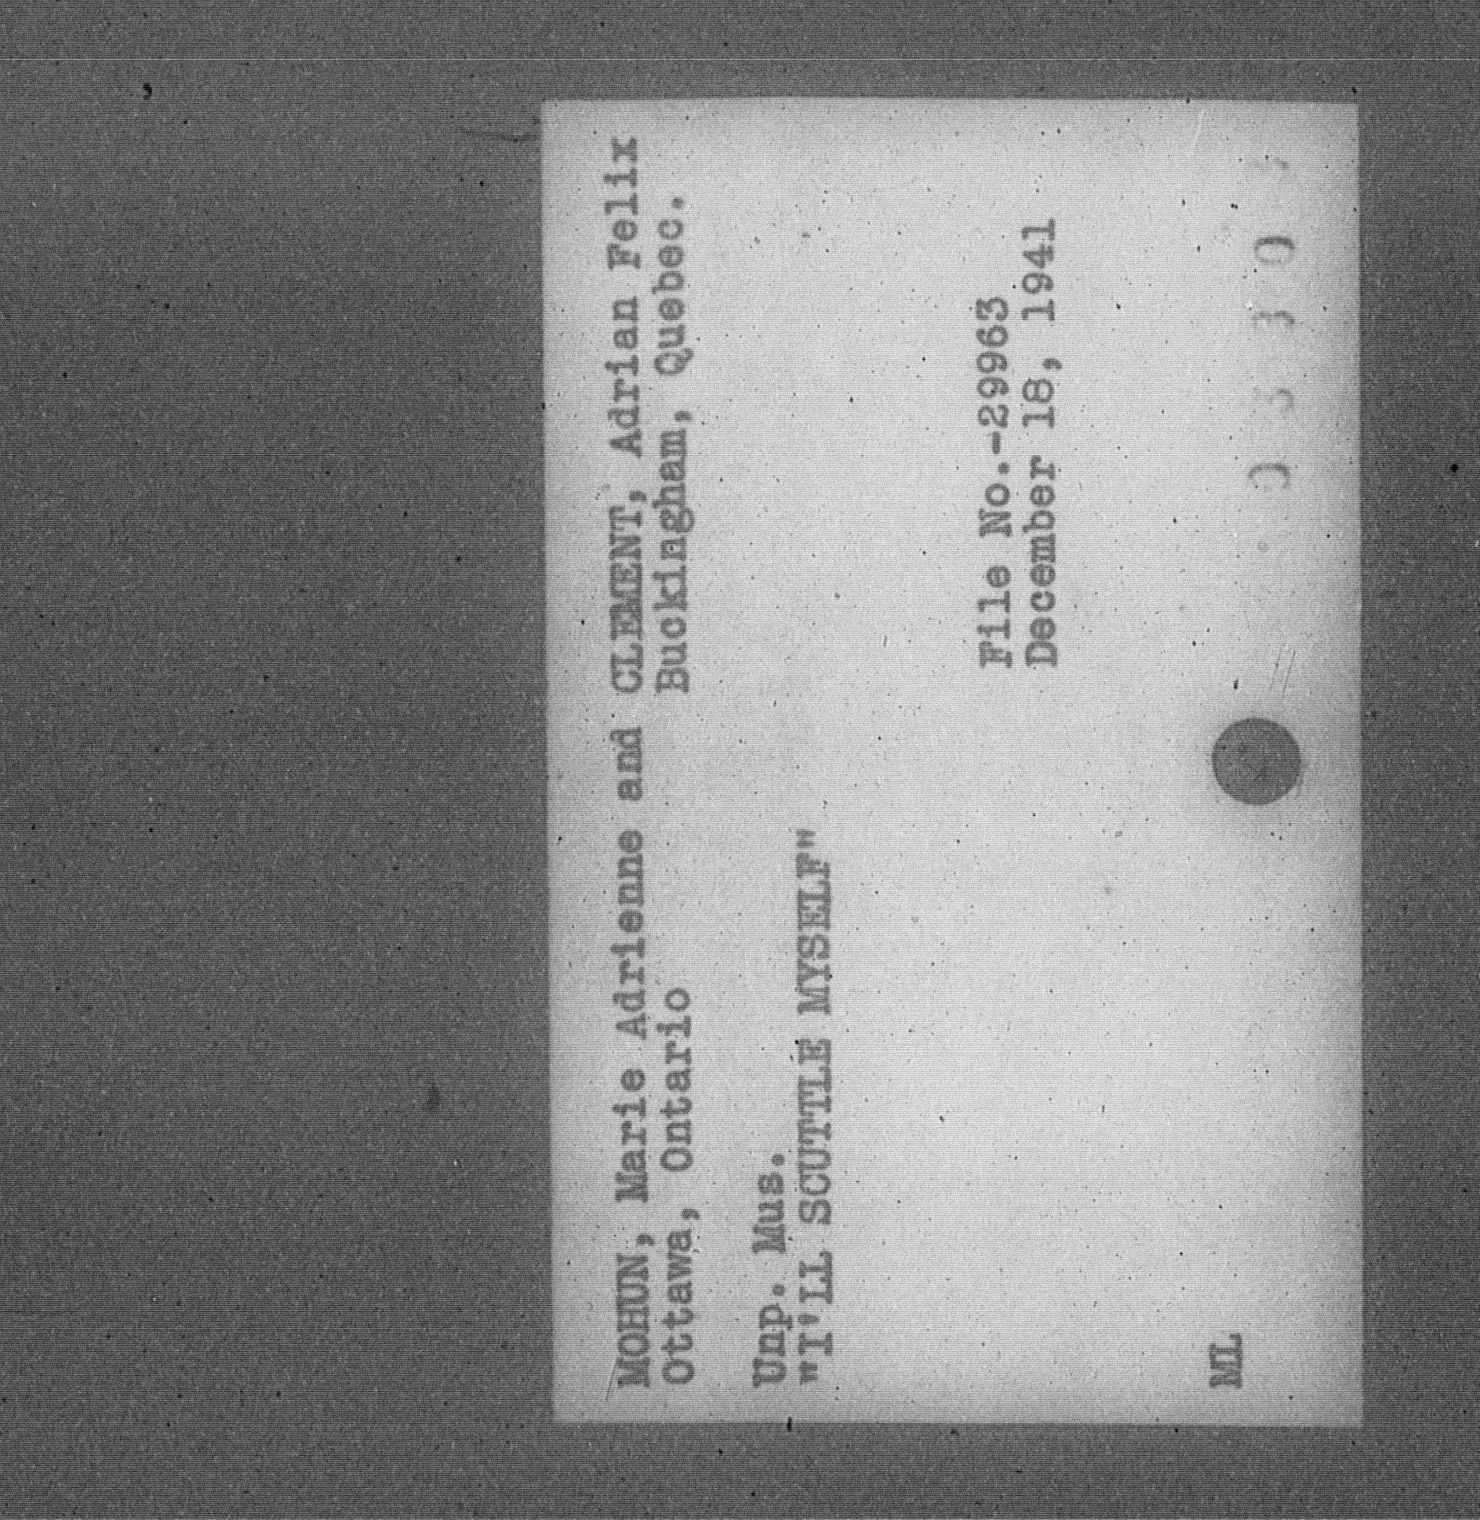 MOHUN, Marie Adrienne and CLEMENT, Adrian Felix
Ottawa, Ontario Buckingham, Quebec.
Unp. Mus.
"I'LL SCUTTLE MYSELF"
File No.-29963
December 18, 1941
ML